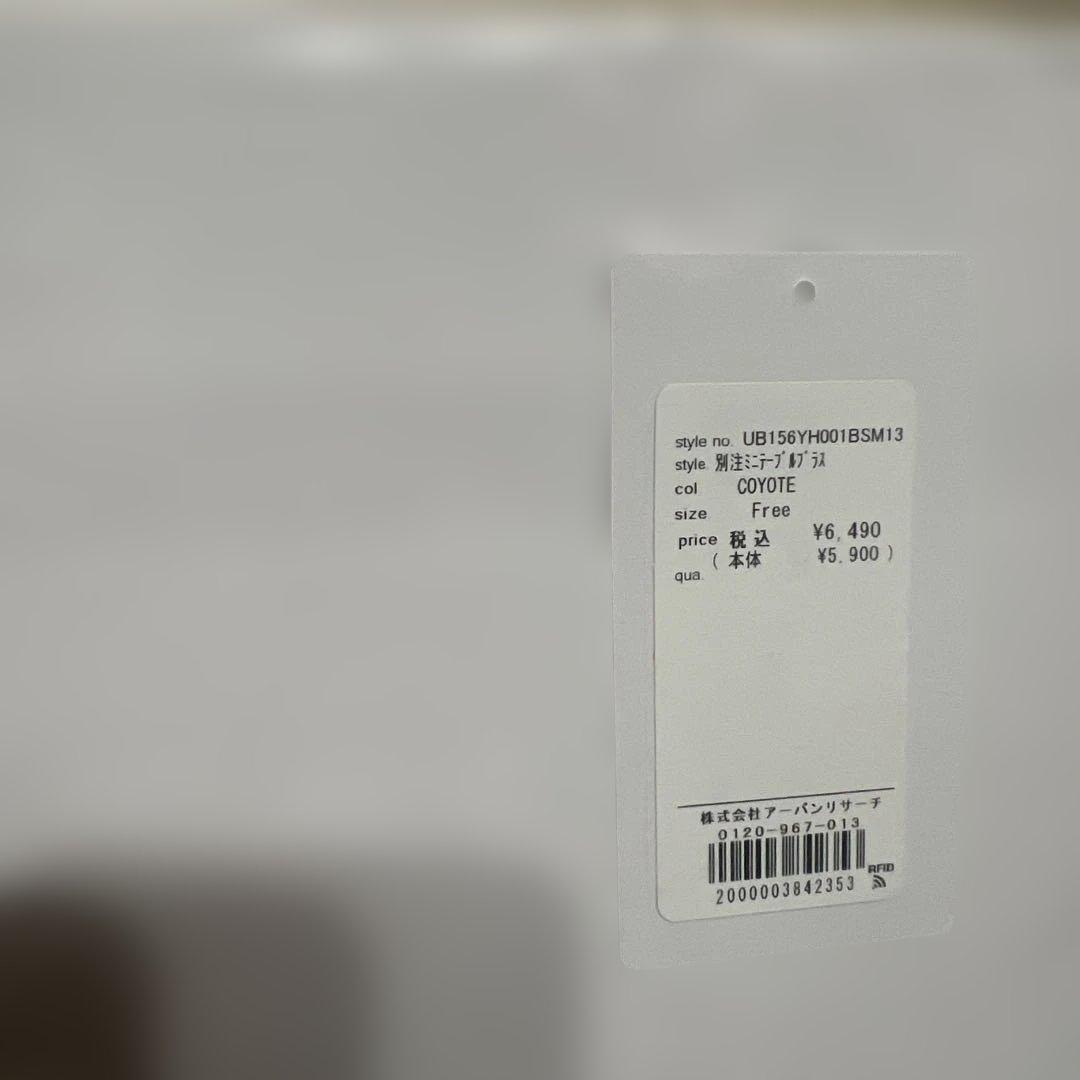 style no. UB156YH001BSM13
style. 別注ﾐﾆﾃｰﾌﾞﾙﾌﾟﾗｽ
col COYOTE
size Free
price 税込 ¥6,490
( 本体 ¥5,900 )
qua.
株式会社アーバンリサーチ
0120-967-013
RFID
2000003842353